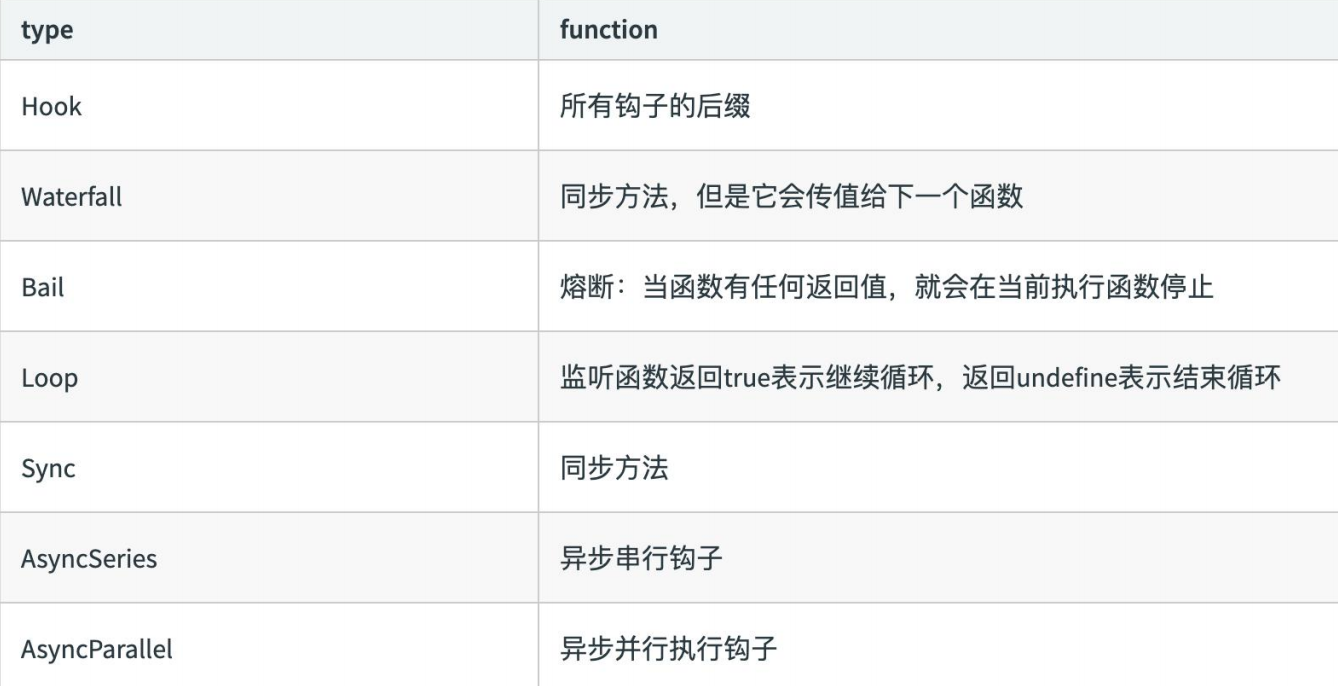 type function
Hook 所有钩子的后缀
Waterfall 同步方法，但是它会传值给下一个函数
Bail 熔断：当函数有任何返回值，就会在当前执行函数停止
Loop 监听函数返回true表示继续循环，返回undefine表示结束循环
Sync 同步方法
AsyncSeries 异步串行钩子
AsyncParallel 异步并行执行钩子